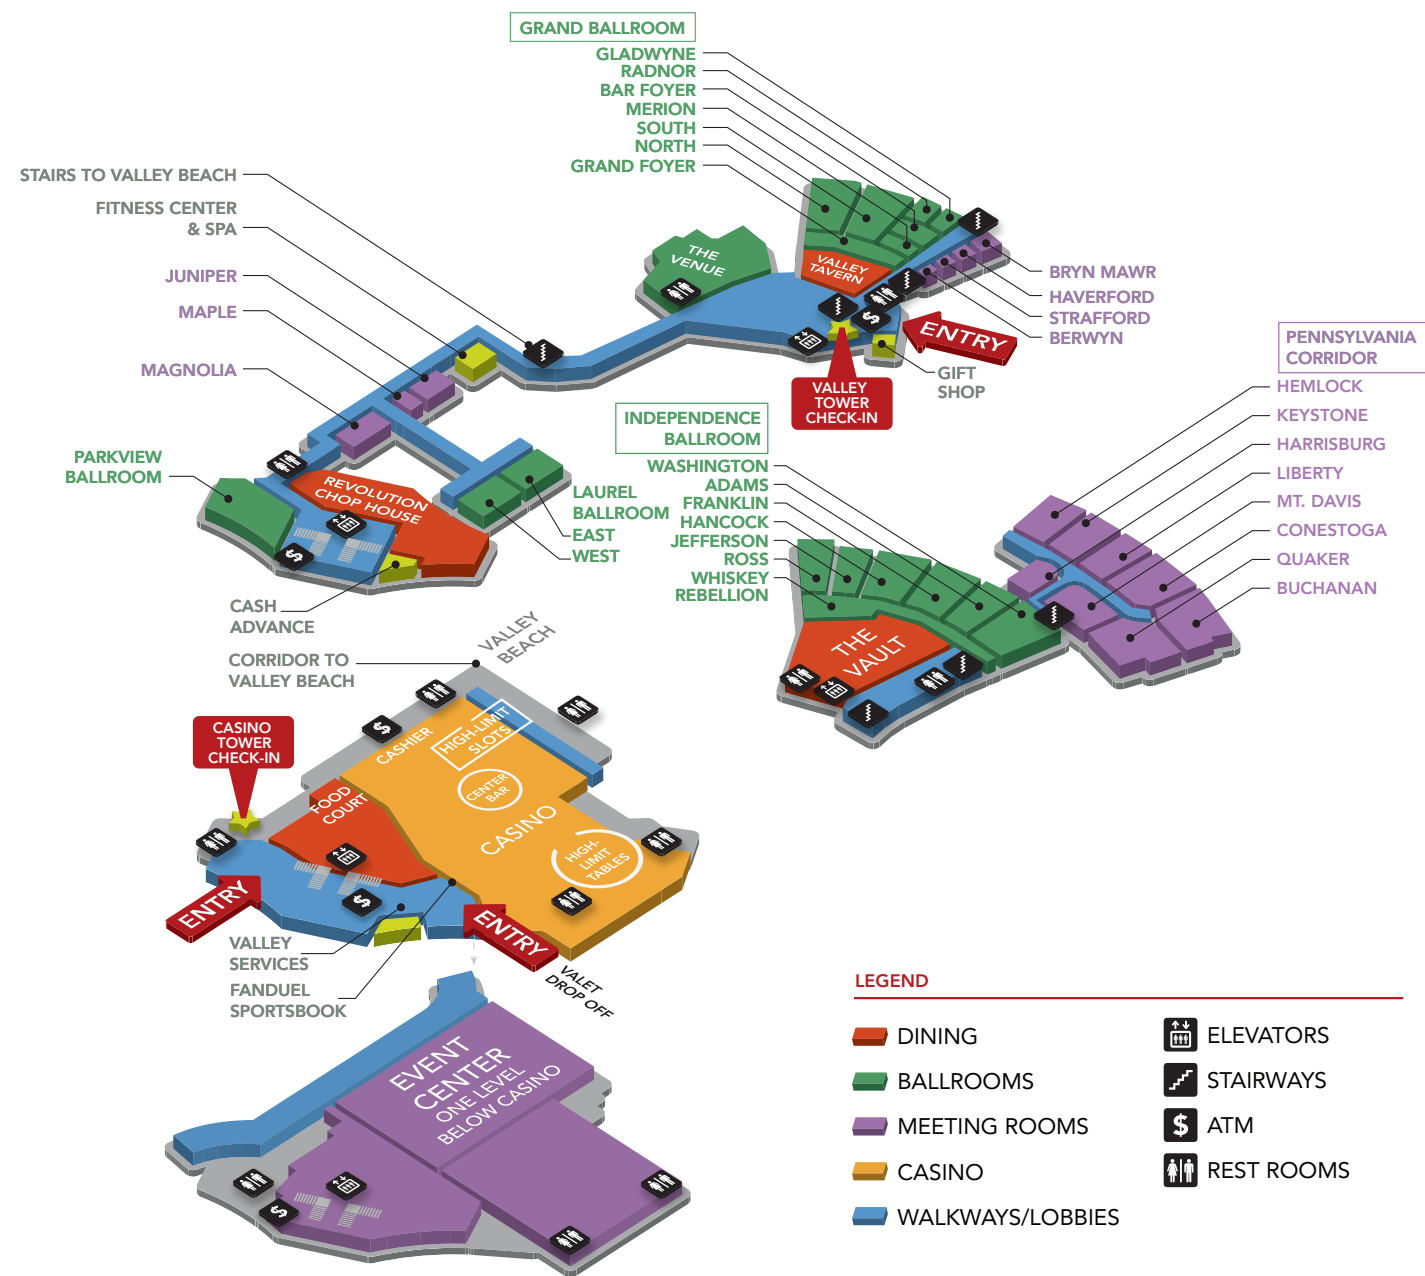 GRAND BALLROOM
GLADWYNE
RADNOR
BAR FOYER
MERION
SOUTH
NORTH
GRAND FOYER
STAIRS TO VALLEY BEACH
FITNESS CENTER
& SPA
JUNIPER
MAPLE
MAGNOLIA
PARKVIEW
BALLROOM
THE
VENUE
VALLEY
TAVERN
BRYN MAWR
HAVERFORD
STRAFFORD
BERWYN
ENTRY
GIFT
SHOP
VALLEY
TOWER
CHECK-IN
REVOLUTION
CHOP HOUSE
LAUREL
BALLROOM
EAST
WEST
CASH
ADVANCE
PENNSYLVANIA
CORRIDOR
HEMLOCK
KEYSTONE
HARRISBURG
LIBERTY
MT. DAVIS
CONESTOGA
QUAKER
BUCHANAN
INDEPENDENCE
BALLROOM
WASHINGTON
ADAMS
FRANKLIN
HANCOCK
JEFFERSON
ROSS
WHISKEY
REBELLION
THE
VAULT
VALLEY
BEACH
CORRIDOR TO
VALLEY BEACH
CASINO
TOWER
CHECK-IN
CASHIER
HIGH-LIMIT
SLOTS
CENTER
BAR
FOOD
COURT
CASINO
HIGH-
LIMIT
TABLES
ENTRY
ENTRY
VALLEY
SERVICES
FANDUEL
SPORTSBOOK
VALET
DROP OFF
EVENT
CENTER
ONE LEVEL
BELOW CASINO
LEGEND
DINING
BALLROOMS
MEETING ROOMS
CASINO
WALKWAYS/LOBBIES
ELEVATORS
STAIRWAYS
$ ATM
REST ROOMS